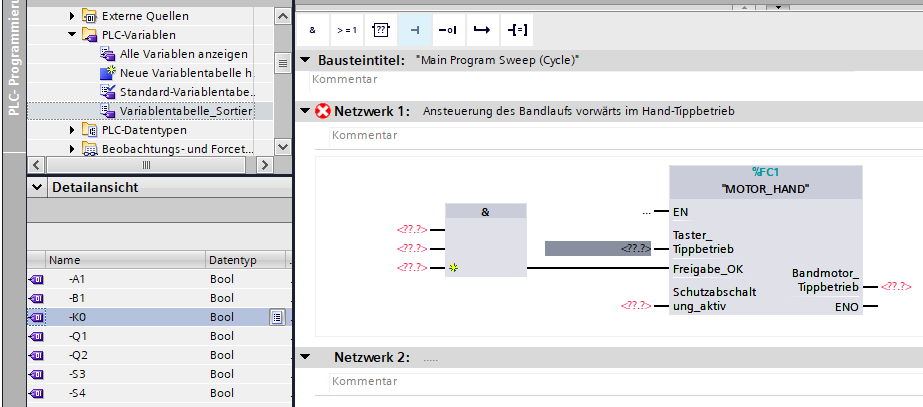 PLC- Programmier
Externe Quellen
PLC-Variablen
Alle Variablen anzeigen
Neue Variablentabelle h
Standard-Variablentabe..
Variablentabelle_Sortier
PLC-Datentypen
Beobachtungs- und Forcet...
Detailansicht
Name Datentyp ..
-A1 Bool
-B1 Bool
-K0 Bool
-Q1 Bool
-Q2 Bool
-S3 Bool
-S4 Bool
& >=1 ??
Bausteintitel: "Main Program Sweep (Cycle)"
Kommentar
Netzwerk 1: Ansteuerung des Bandlaufs vorwärts im Hand-Tippbetrieb
Kommentar
&
<??.?>
<??.?>
<??.?>
%FC1
"MOTOR_HAND"
... EN
<??.?> Taster_
Tippbetrieb
Freigabe_OK
<??.?> Schutzabschalt
ung_aktiv
Bandmotor_
Tippbetrieb <??.?>
ENO
Netzwerk 2: .....
Kommentar